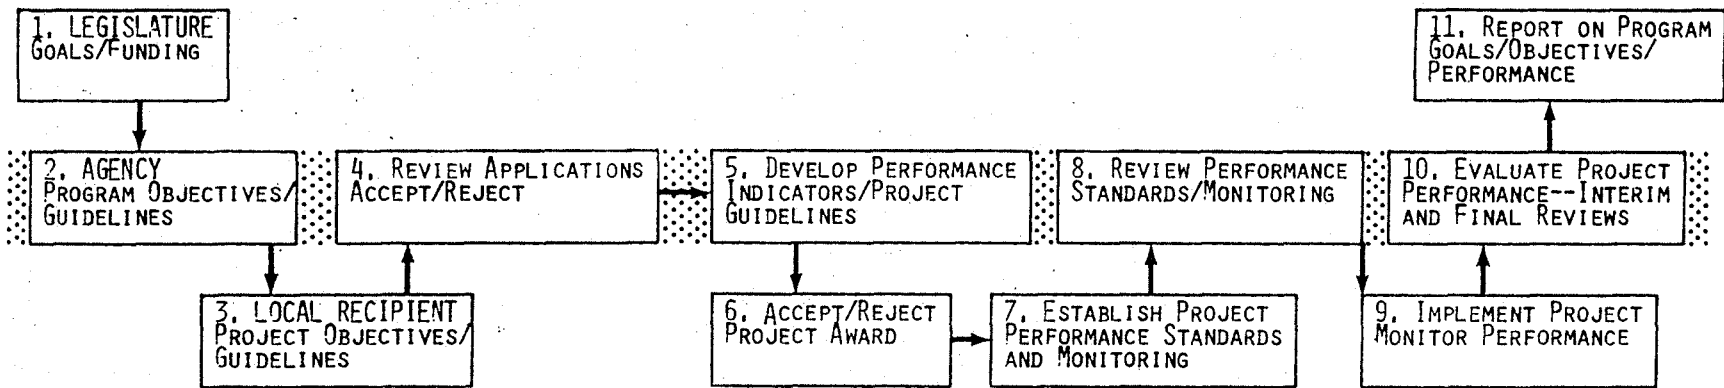 1. LEGISLATURE
GOALS/FUNDING
2. AGENCY
PROGRAM OBJECTIVES/
GUIDELINES
3. LOCAL RECIPIENT
PROJECT OBJECTIVES/
GUIDELINES
4. REVIEW APPLICATIONS
ACCEPT/REJECT
5. DEVELOP PERFORMANCE
INDICATORS/PROJECT
GUIDELINES
6. ACCEPT/REJECT
PROJECT AWARD
7. ESTABLISH PROJECT
PERFORMANCE STANDARDS
AND MONITORING
8. REVIEW PERFORMANCE
STANDARDS/MONITORING
9. IMPLEMENT PROJECT
MONITOR PERFORMANCE
10. EVALUATE PROJECT
PERFORMANCE--INTERIM
AND FINAL REVIEWS
11. REPORT ON PROGRAM
GOALS/OBJECTIVES/
PERFORMANCE